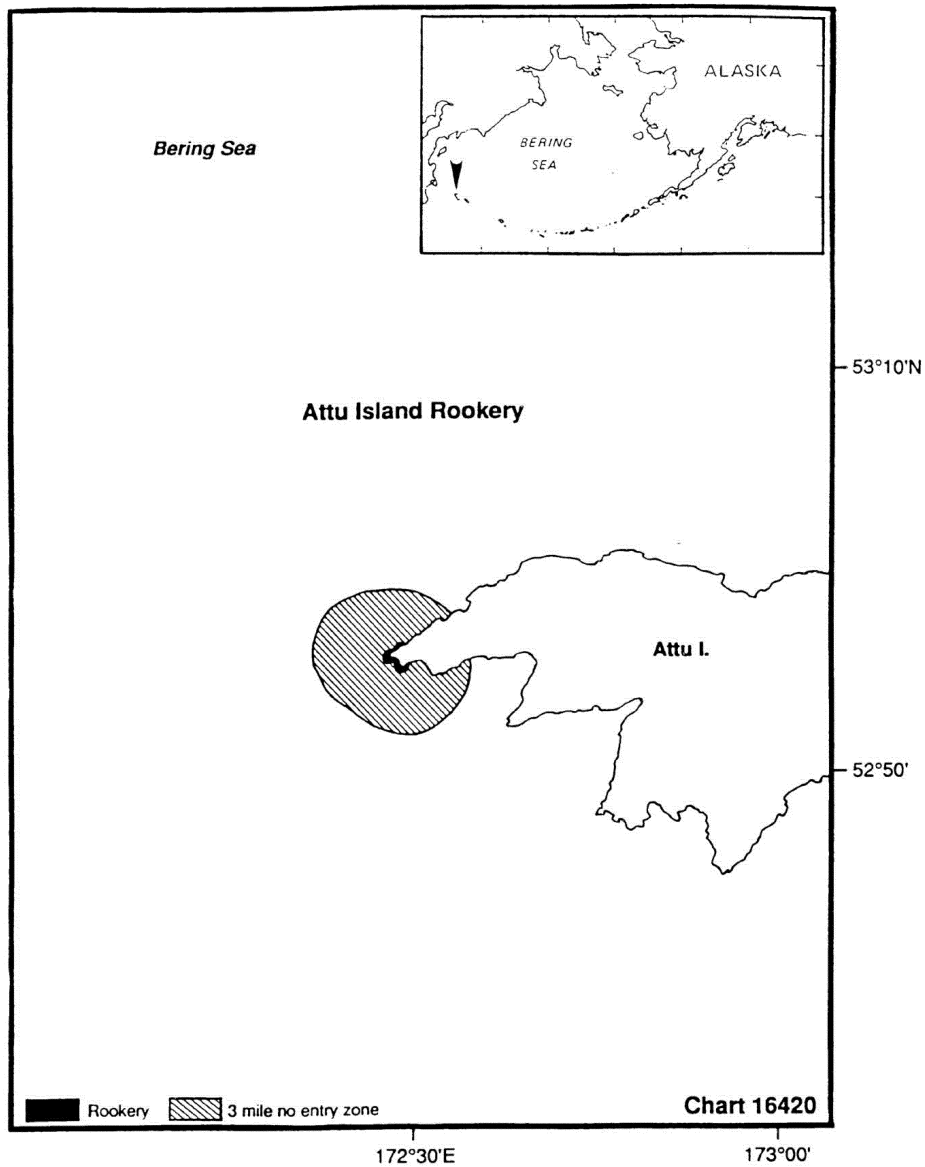 ALASKA
BERING
SEA
Bering Sea
53°10'N
Attu Island Rookery
Attu I.
52°50'
Rookery
3 mile no entry zone
Chart 16420
172°30'E
173°00'